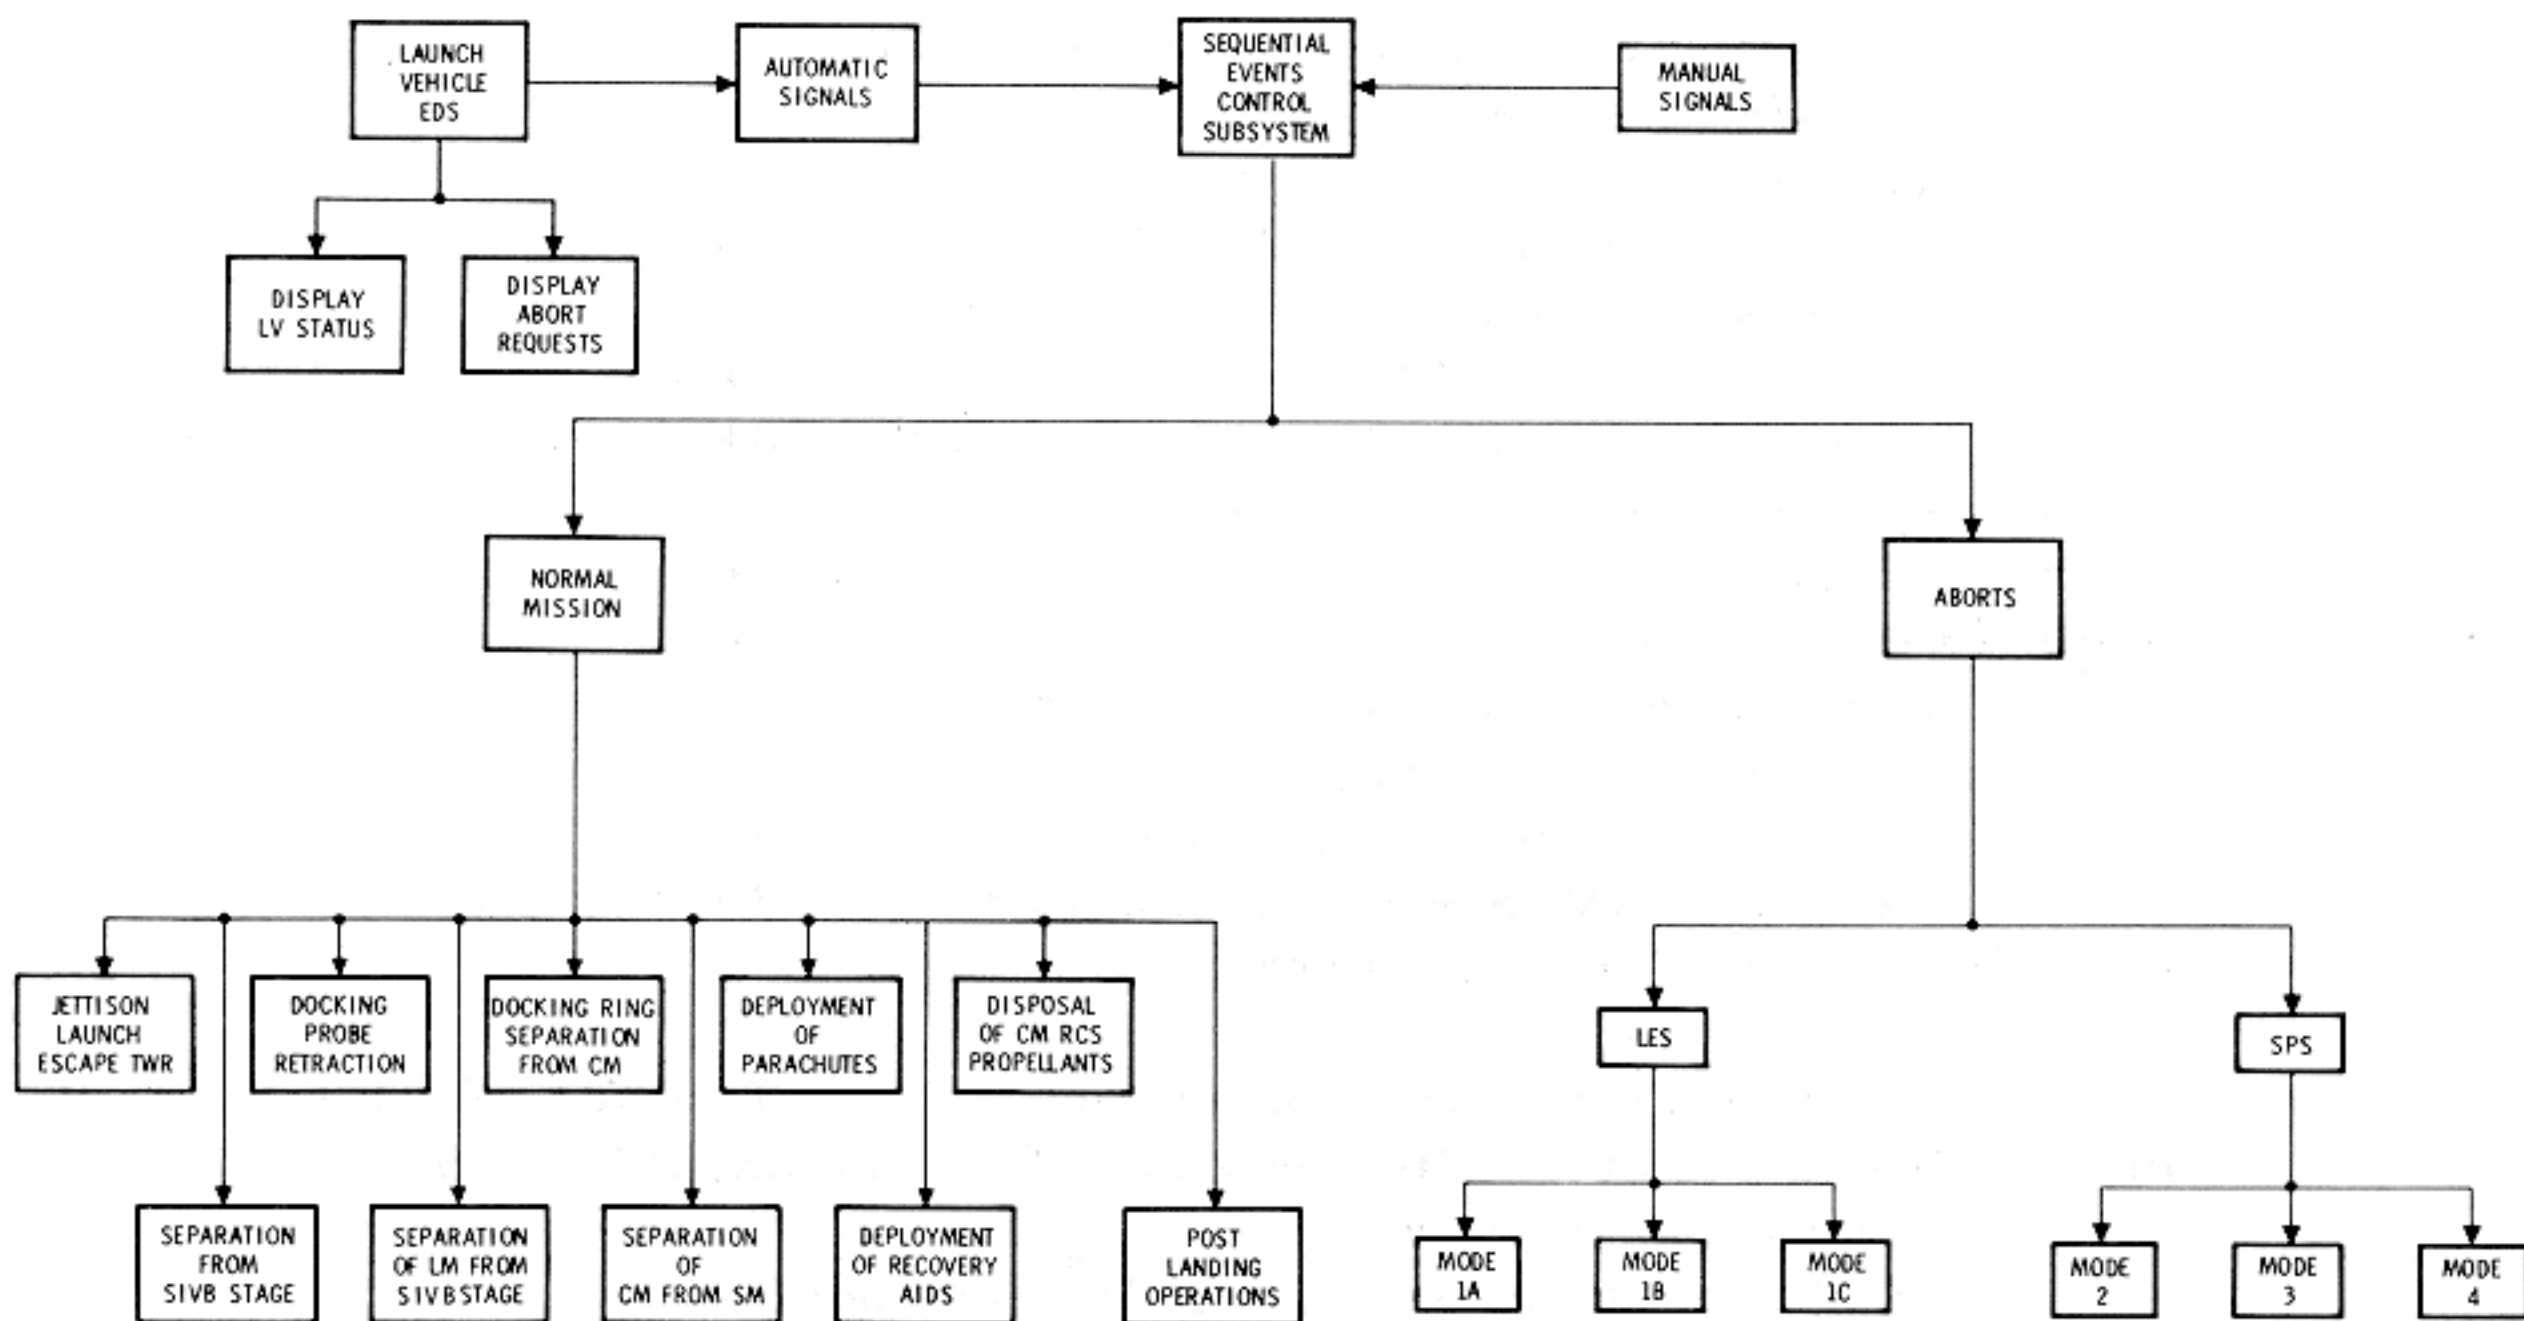 LAUNCH
VEHICLE
EDS
AUTOMATIC
SIGNALS
SEQUENTIAL
EVENTS
CONTROL
SUBSYSTEM
MANUAL
SIGNALS
DISPLAY
LV STATUS
DISPLAY
ABORT
REQUESTS
NORMAL
MISSION
ABORTS
JETTISON
LAUNCH
ESCAPE TWR
DOCKING
PROBE
RETRACTION
DOCKING RING
SEPARATION
FROM CM
DEPLOYMENT
OF
PARACHUTES
DISPOSAL
OF CM RCS
PROPELLANTS
LES
SPS
SEPARATION
FROM
SIVB STAGE
SEPARATION
OF LM FROM
SIVB STAGE
SEPARATION
OF
CM FROM SM
DEPLOYMENT
OF RECOVERY
AIDS
POST
LANDING
OPERATIONS
MODE
1A
MODE
1B
MODE
1C
MODE
2
MODE
3
MODE
4